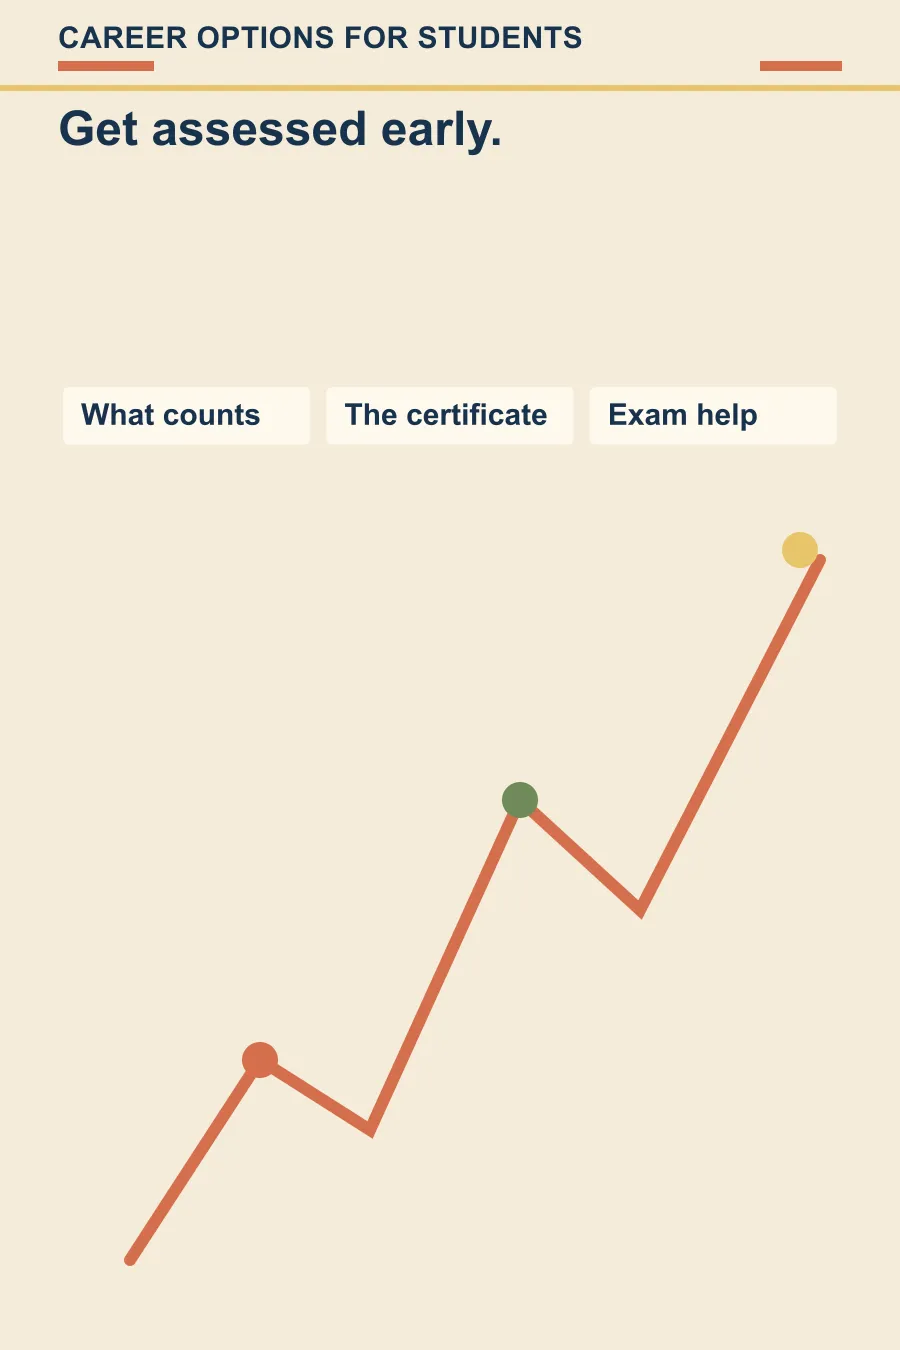 CAREER OPTIONS FOR STUDENTS
Get assessed early.
What counts
The certificate
Exam help